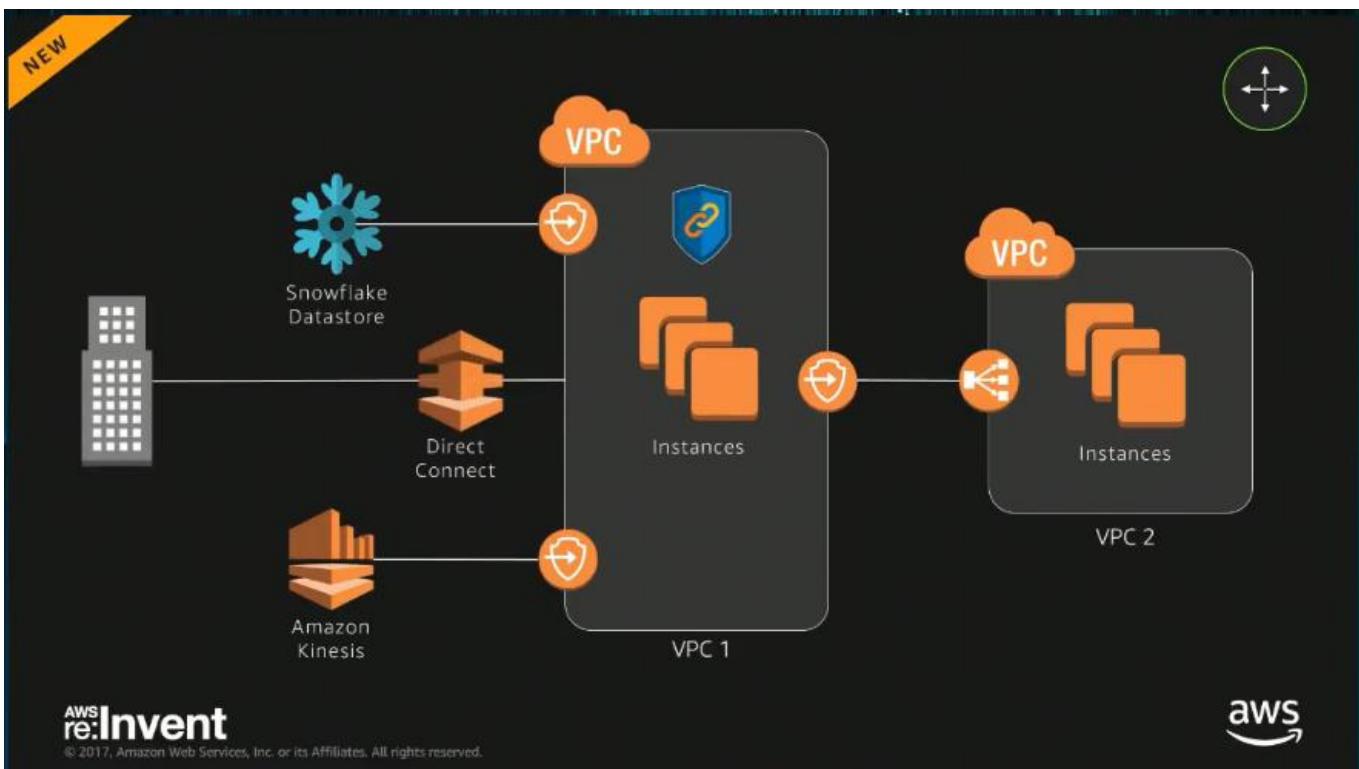 NEW
VPC
Snowflake
Datastore
VPC
Direct
Connect
Instances
Instances
Amazon
Kinesis
VPC 1
VPC 2
AWS
re:Invent
© 2017, Amazon Web Services, Inc. or its Affiliates. All rights reserved.
aws